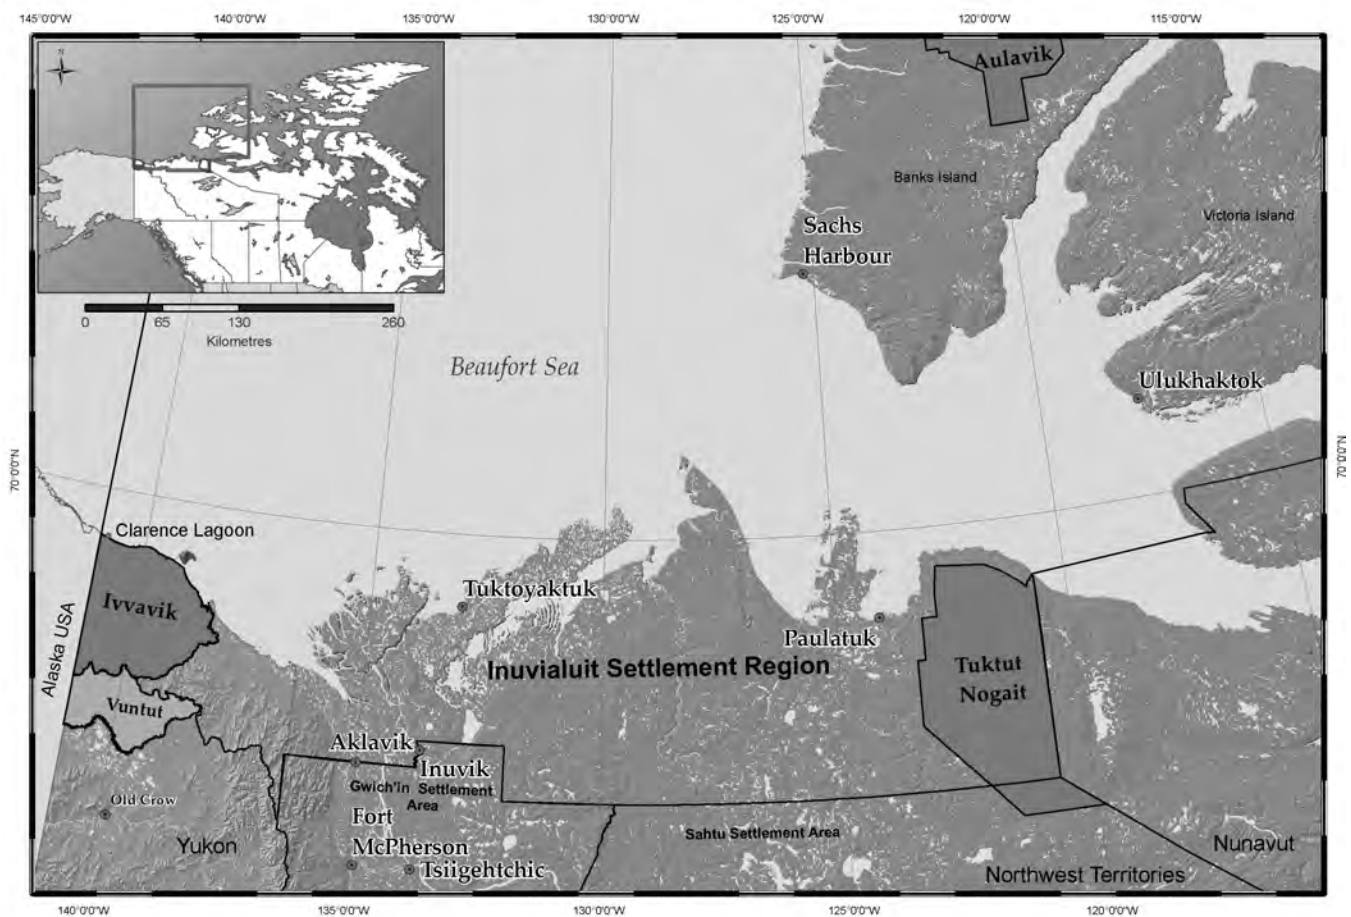 145°0'0"W 140°0'0"W 135°0'0"W 130°0'0"W 125°0'0"W 120°0'0"W 115°0'0"W
N
Aulavik
Banks Island
Victoria Island
Sachs
Harbour
0 65 130 260
Kilometres
Beaufort Sea
Ulukhaktok
70°0'0"N
70°0'0"N
Clarence Lagoon
Ivvavik
Tuktoyaktuk
Paulatuk
Inuvialuit Settlement Region
Tuktut
Nogait
Alaska USA
Vuntut
Aklavik
Inuvik
Gwich'in Settlement
Area
Old Crow
Fort
McPherson
Tsiigehtchic
Yukon
Sahtu Settlement Area
Nunavut
Northwest Territories
140°0'0"W 135°0'0"W 130°0'0"W 125°0'0"W 120°0'0"W